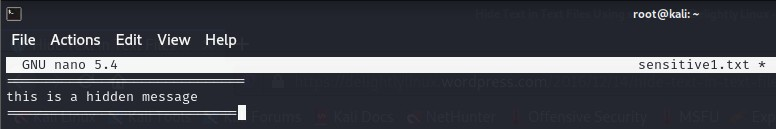 root@kali: ~
File Actions Edit View Help
GNU nano 5.4 sensitive1.txt *
==================================
this is a hidden message
=================================